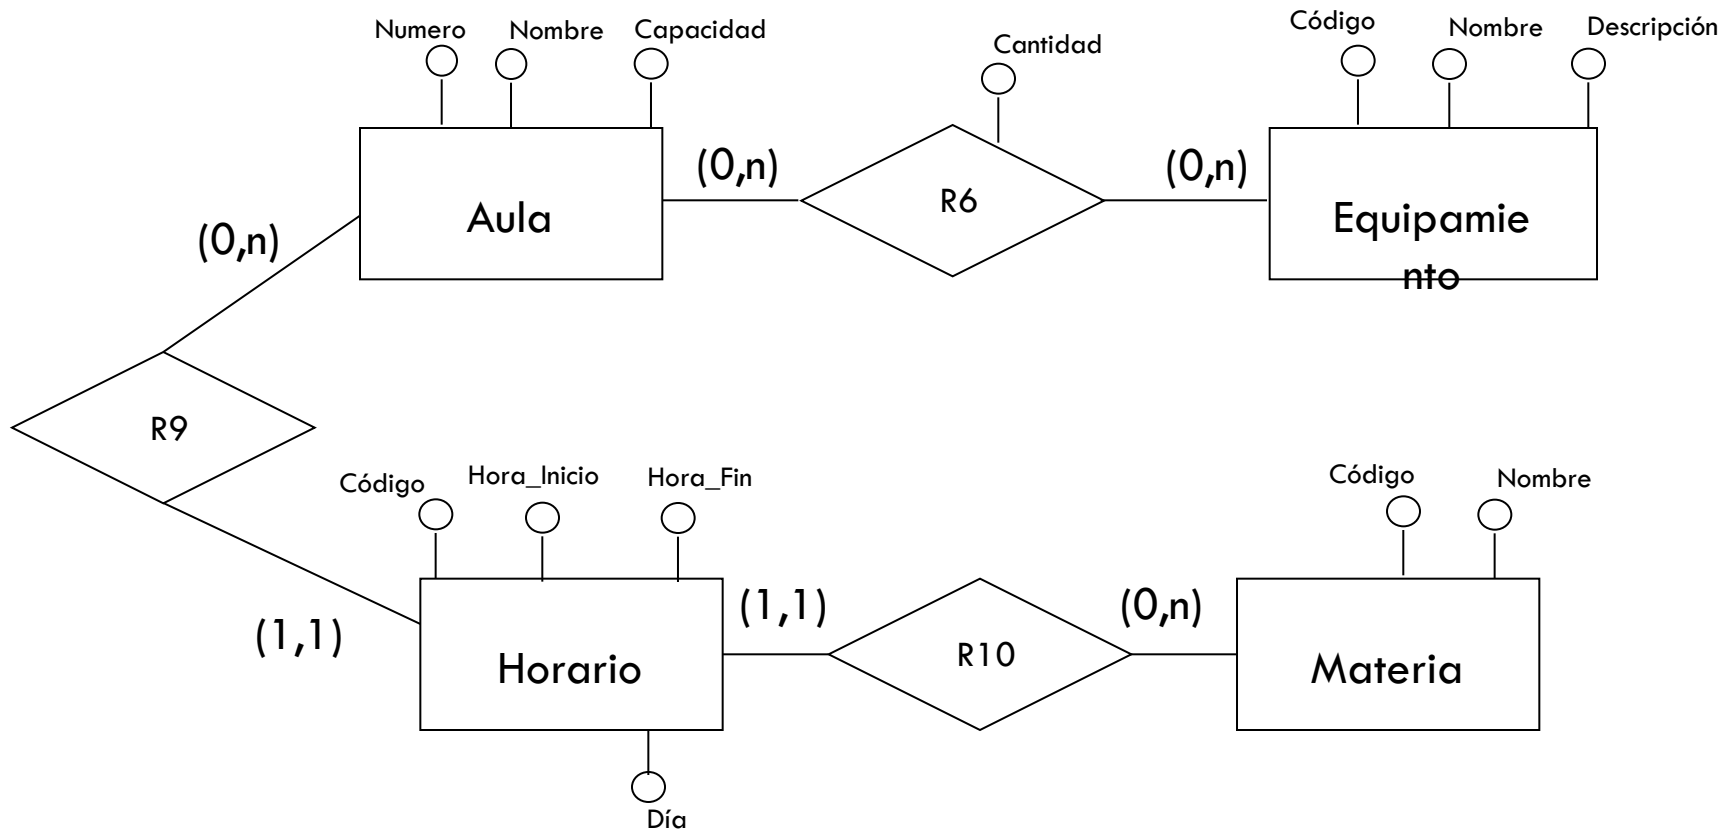 Numero
Nombre
Capacidad
Cantidad
Código
Nombre
Descripción
(0,n)
(0,n)
Aula
R6
Equipamie
nto
(0,n)
R9
Código
Hora_Inicio
Hora_Fin
Código
Nombre
(1,1)
(1,1)
(0,n)
Horario
R10
Materia
Día